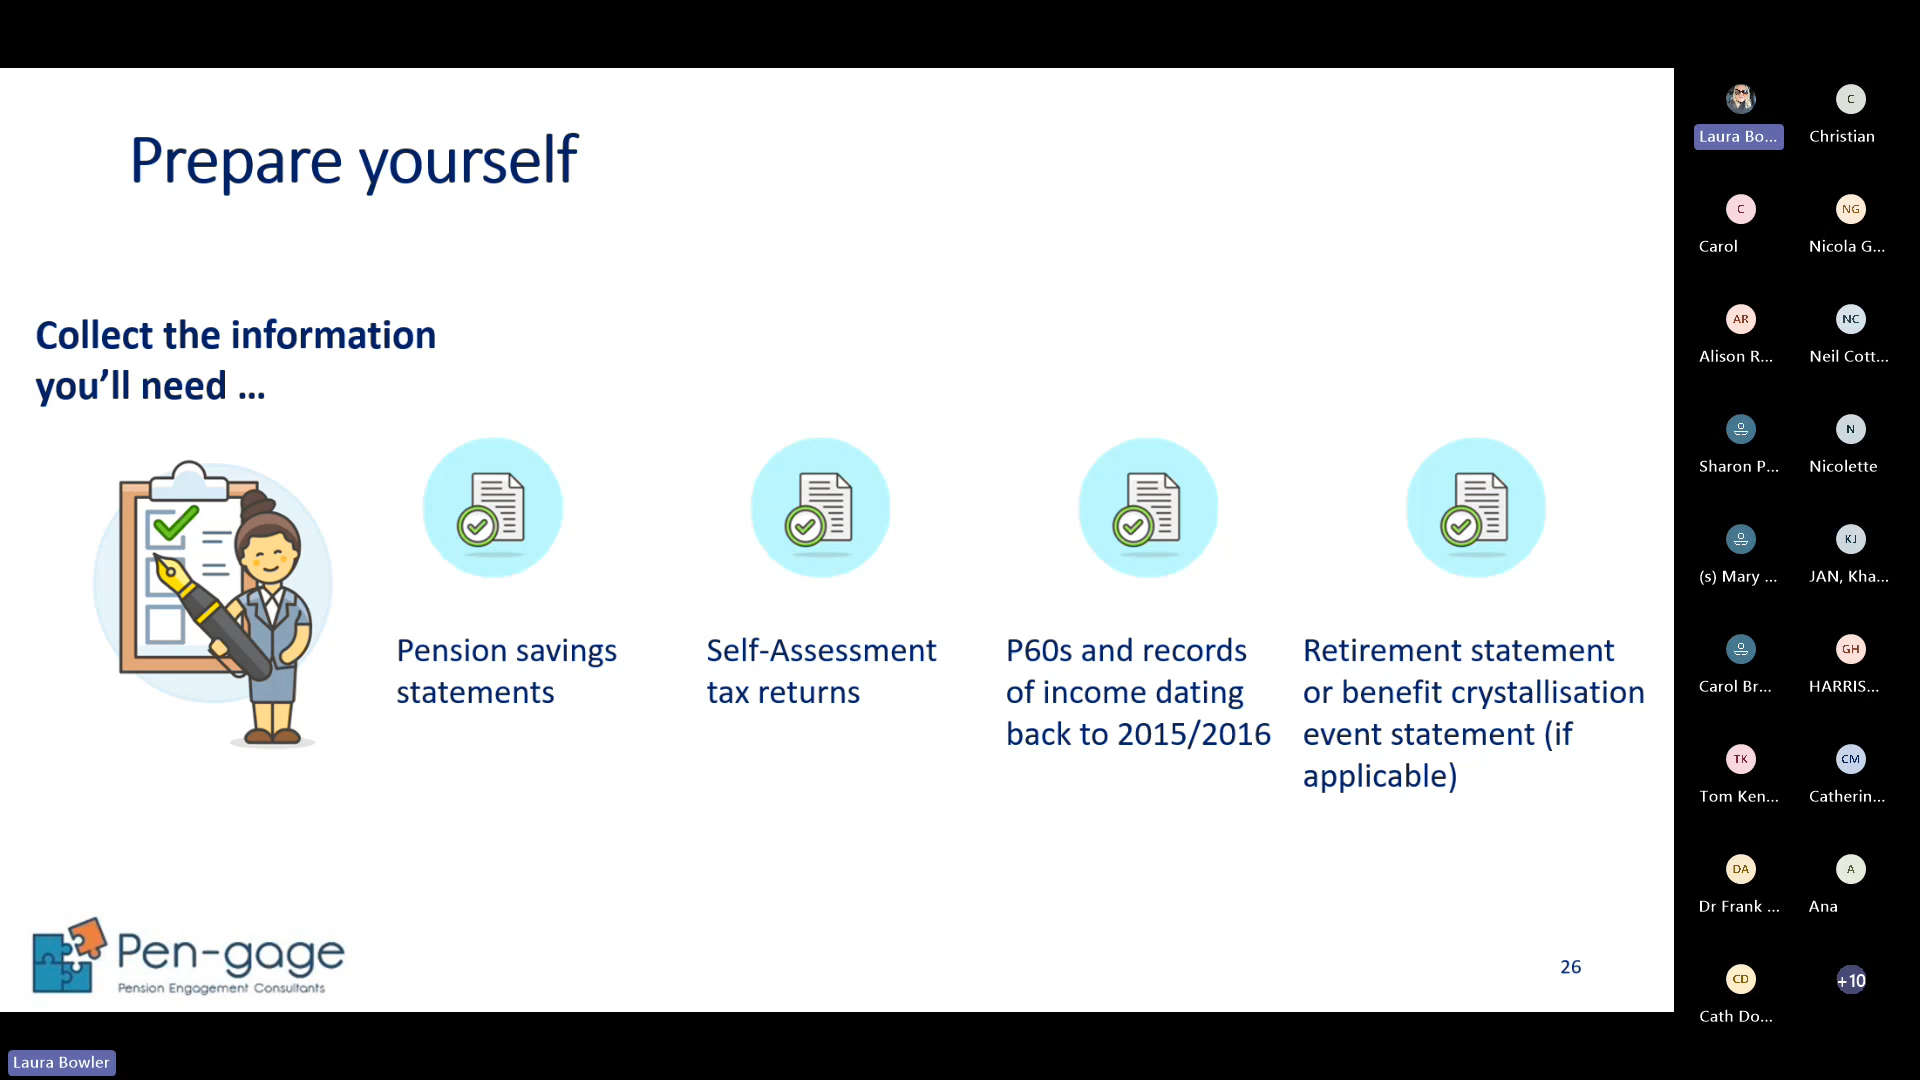 Prepare yourself
Collect the information
you’ll need ...
Pension savings
statements
Self-Assessment
tax returns
P60s and records
of income dating
back to 2015/2016
Retirement statement
or benefit crystallisation
event statement (if
applicable)
Pen-gage
Pension Engagement Consultants
26
Laura Bowler
Laura Bo...
C
Christian
C
Carol
NG
Nicola G...
AR
Alison R...
NC
Neil Cott...
Sharon P...
N
Nicolette
(s) Mary ...
KJ
JAN, Kha...
Carol Br...
GH
HARRIS...
TK
Tom Ken...
CM
Catherin...
DA
Dr Frank ...
A
Ana
CD
Cath Do...
+10